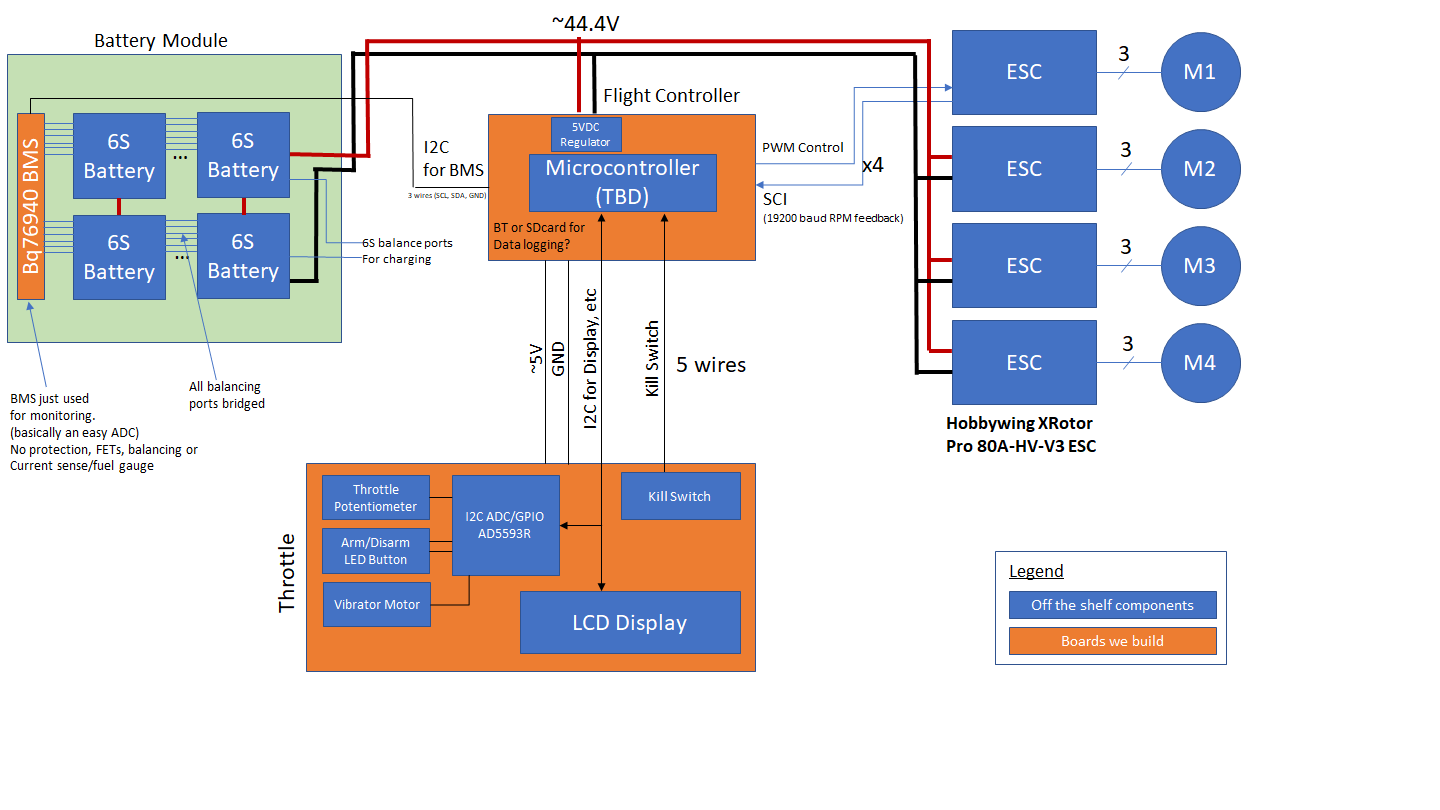 ~44.4V
Battery Module
Bq76940 BMS
6S
Battery
6S
Battery
...
6S
Battery
6S
Battery
...
I2C
for BMS
3 wires (SCL, SDA, GND)
6S balance ports
For charging
All balancing
ports bridged
BMS just used
for monitoring.
(basically an easy ADC)
No protection, FETs, balancing or
Current sense/fuel gauge
Flight Controller
5VDC
Regulator
Microcontroller
(TBD)
BT or SDcard for
Data logging?
PWM Control
x4
SCI
(19200 baud RPM feedback)
ESC
3
M1
ESC
3
M2
ESC
3
M3
ESC
3
M4
Hobbywing XRotor
Pro 80A-HV-V3 ESC
~5V
GND
I2C for Display, etc
Kill Switch
5 wires
Throttle
Throttle
Potentiometer
Arm/Disarm
LED Button
Vibrator Motor
I2C ADC/GPIO
AD5593R
Kill Switch
LCD Display
Legend
Off the shelf components
Boards we build